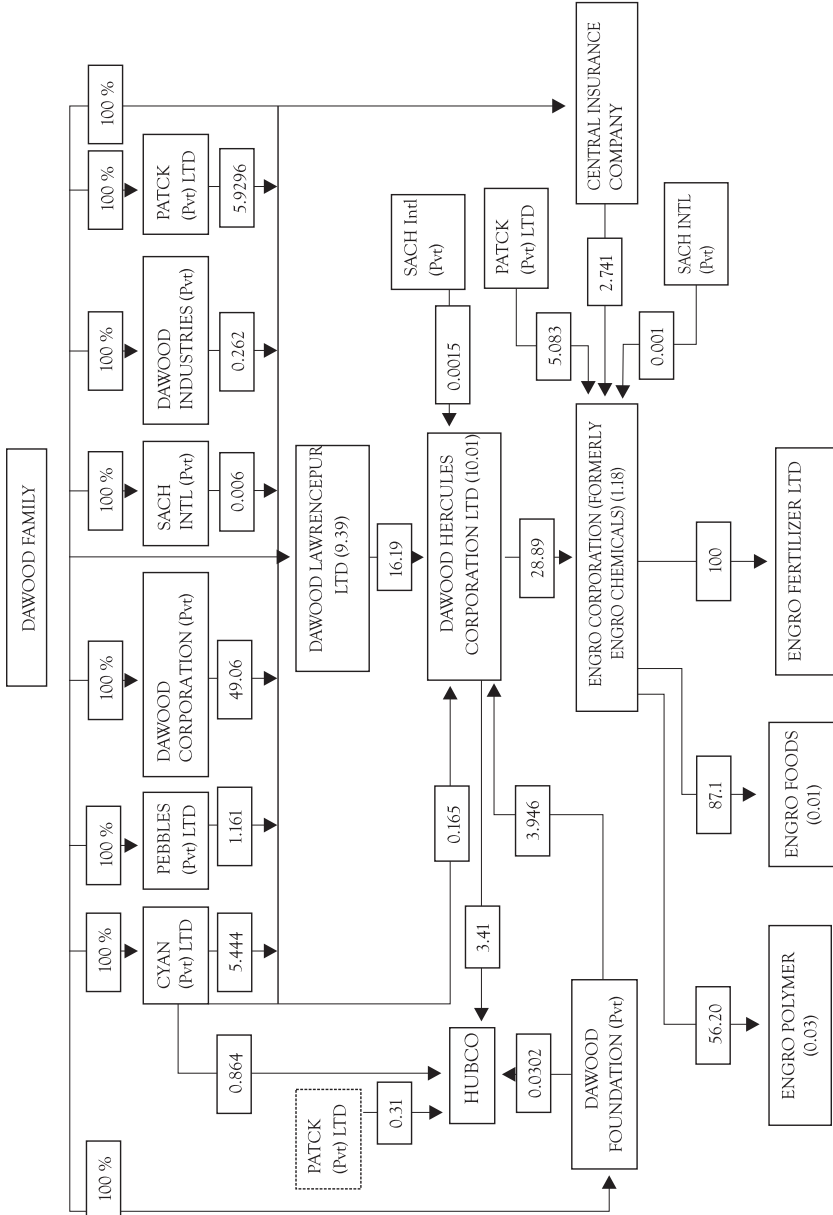 DAWOOD FAMILY
100 %
100 %
100 %
100 %
100 %
100 %
100 %
100 %
CYAN
(Pvt) LTD
PEBBLES
(Pvt) LTD
DAWOOD
CORPORATION (Pvt)
SACH
INTL (Pvt)
DAWOOD
INDUSTRIES (Pvt)
PATCK
(Pvt) LTD
5.444
1.161
49.06
0.006
0.262
5.9296
0.864
PATCK
(Pvt) LTD
0.31
DAWOOD LAWRENCEPUR
LTD (9.39)
16.19
SACH Intl
(Pvt)
0.0015
HUBCO
3.41
0.165
DAWOOD HERCULES
CORPORATION LTD (10.01)
PATCK
(Pvt) LTD
5.083
0.0302
3.946
28.89
DAWOOD
FOUNDATION (Pvt)
ENGRO CORPORATION (FORMERLY
ENGRO CHEMICALS) (1.18)
2.741
CENTRAL INSURANCE
COMPANY
0.001
SACH INTL
(Pvt)
56.20
87.1
100
ENGRO POLYMER
(0.03)
ENGRO FOODS
(0.01)
ENGRO FERTILIZER LTD